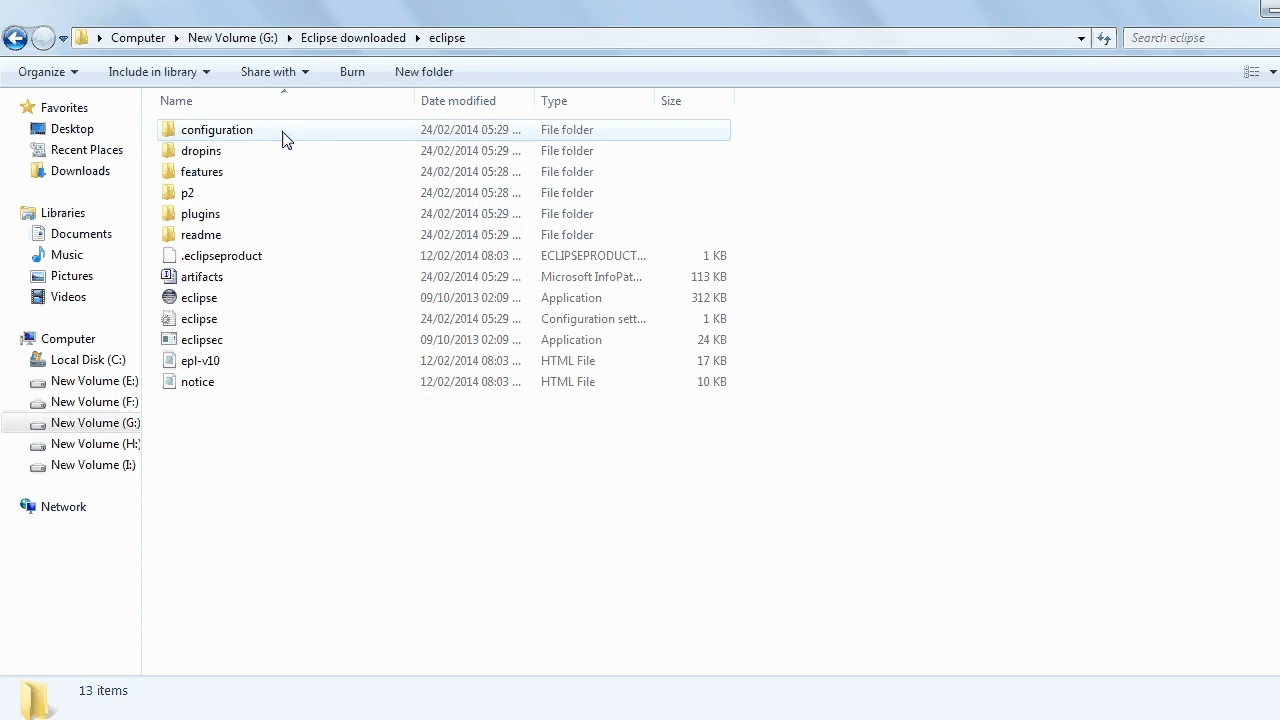 Computer New Volume (G:) Eclipse downloaded eclipse Search eclipse
Organize Include in library Share with Burn New folder
Name Date modified Type Size
Favorites
Desktop
Recent Places
Downloads
Libraries
Documents
Music
Pictures
Videos
Computer
Local Disk (C:)
New Volume (E:)
New Volume (F:)
New Volume (G:)
New Volume (H:)
New Volume (I:)
Network
configuration 24/02/2014 05:29 ... File folder
dropins 24/02/2014 05:29 ... File folder
features 24/02/2014 05:28 ... File folder
p2 24/02/2014 05:28 ... File folder
plugins 24/02/2014 05:29 ... File folder
readme 24/02/2014 05:29 ... File folder
.eclipseproduct 12/02/2014 08:03 ... ECLIPSEPRODUCT... 1 KB
artifacts 24/02/2014 05:29 ... Microsoft InfoPat... 113 KB
eclipse 09/10/2013 02:09 ... Application 312 KB
eclipse 24/02/2014 05:29 ... Configuration sett... 1 KB
eclipsec 09/10/2013 02:09 ... Application 24 KB
epl-v10 12/02/2014 08:03 ... HTML File 17 KB
notice 12/02/2014 08:03 ... HTML File 10 KB
13 items